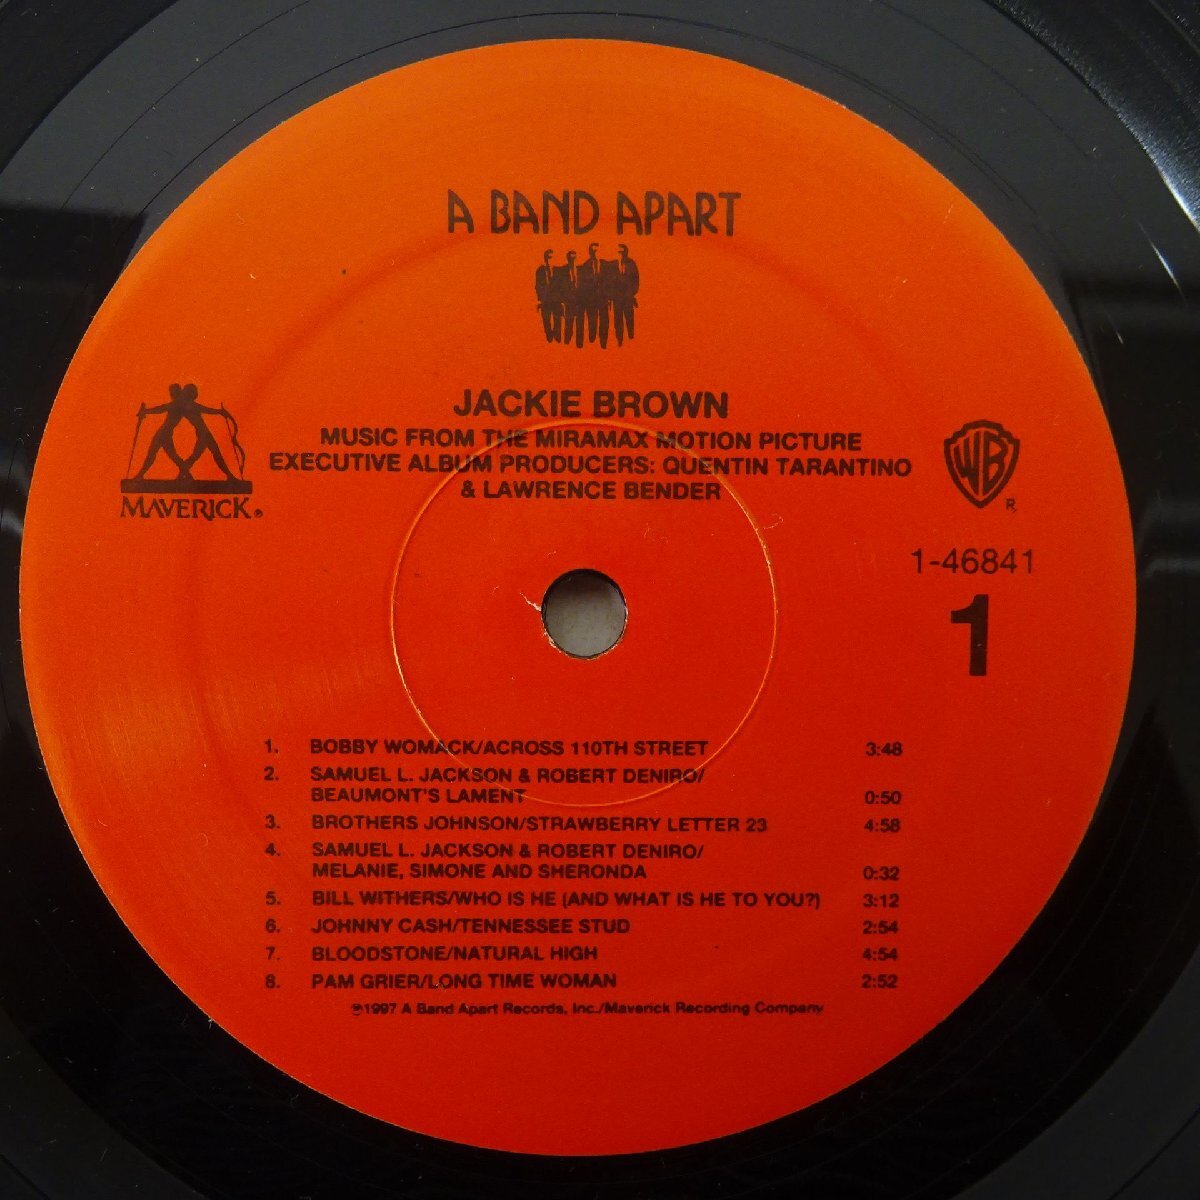 A BAND APART
JACKIE BROWN
MUSIC FROM THE MIRAMAX MOTION PICTURE
EXECUTIVE ALBUM PRODUCERS: QUENTIN TARANTINO
& LAWRENCE BENDER
MAVERICK®
WB
R
1-46841
1
1. BOBBY WOMACK/ACROSS 110TH STREET 3:48
2. SAMUEL L. JACKSON & ROBERT DENIRO/
BEAUMONT'S LAMENT 0:50
3. BROTHERS JOHNSON/STRAWBERRY LETTER 23 4:58
4. SAMUEL L. JACKSON & ROBERT DENIRO/
MELANIE, SIMONE AND SHERONDA 0:32
5. BILL WITHERS/WHO IS HE (AND WHAT IS HE TO YOU?) 3:12
6. JOHNNY CASH/TENNESSEE STUD 2:54
7. BLOODSTONE/NATURAL HIGH 4:54
8. PAM GRIER/LONG TIME WOMAN 2:52
℗1997 A Band Apart Records, Inc./Maverick Recording Company